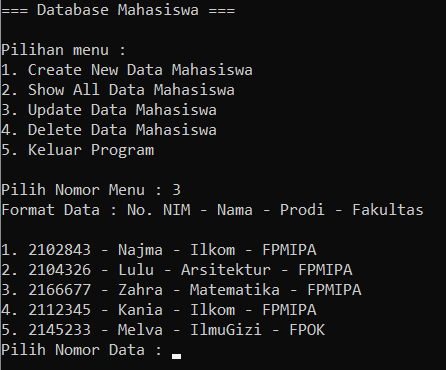 === Database Mahasiswa ===
Pilihan menu :
1. Create New Data Mahasiswa
2. Show All Data Mahasiswa
3. Update Data Mahasiswa
4. Delete Data Mahasiswa
5. Keluar Program
Pilih Nomor Menu : 3
Format Data : No. NIM - Nama - Prodi - Fakultas
1. 2102843 - Najma - Ilkom - FPMIPA
2. 2104326 - Lulu - Arsitektur - FPMIPA
3. 2166677 - Zahra - Matematika - FPMIPA
4. 2112345 - Kania - Ilkom - FPMIPA
5. 2145233 - Melva - IlmuGizi - FPOK
Pilih Nomor Data :